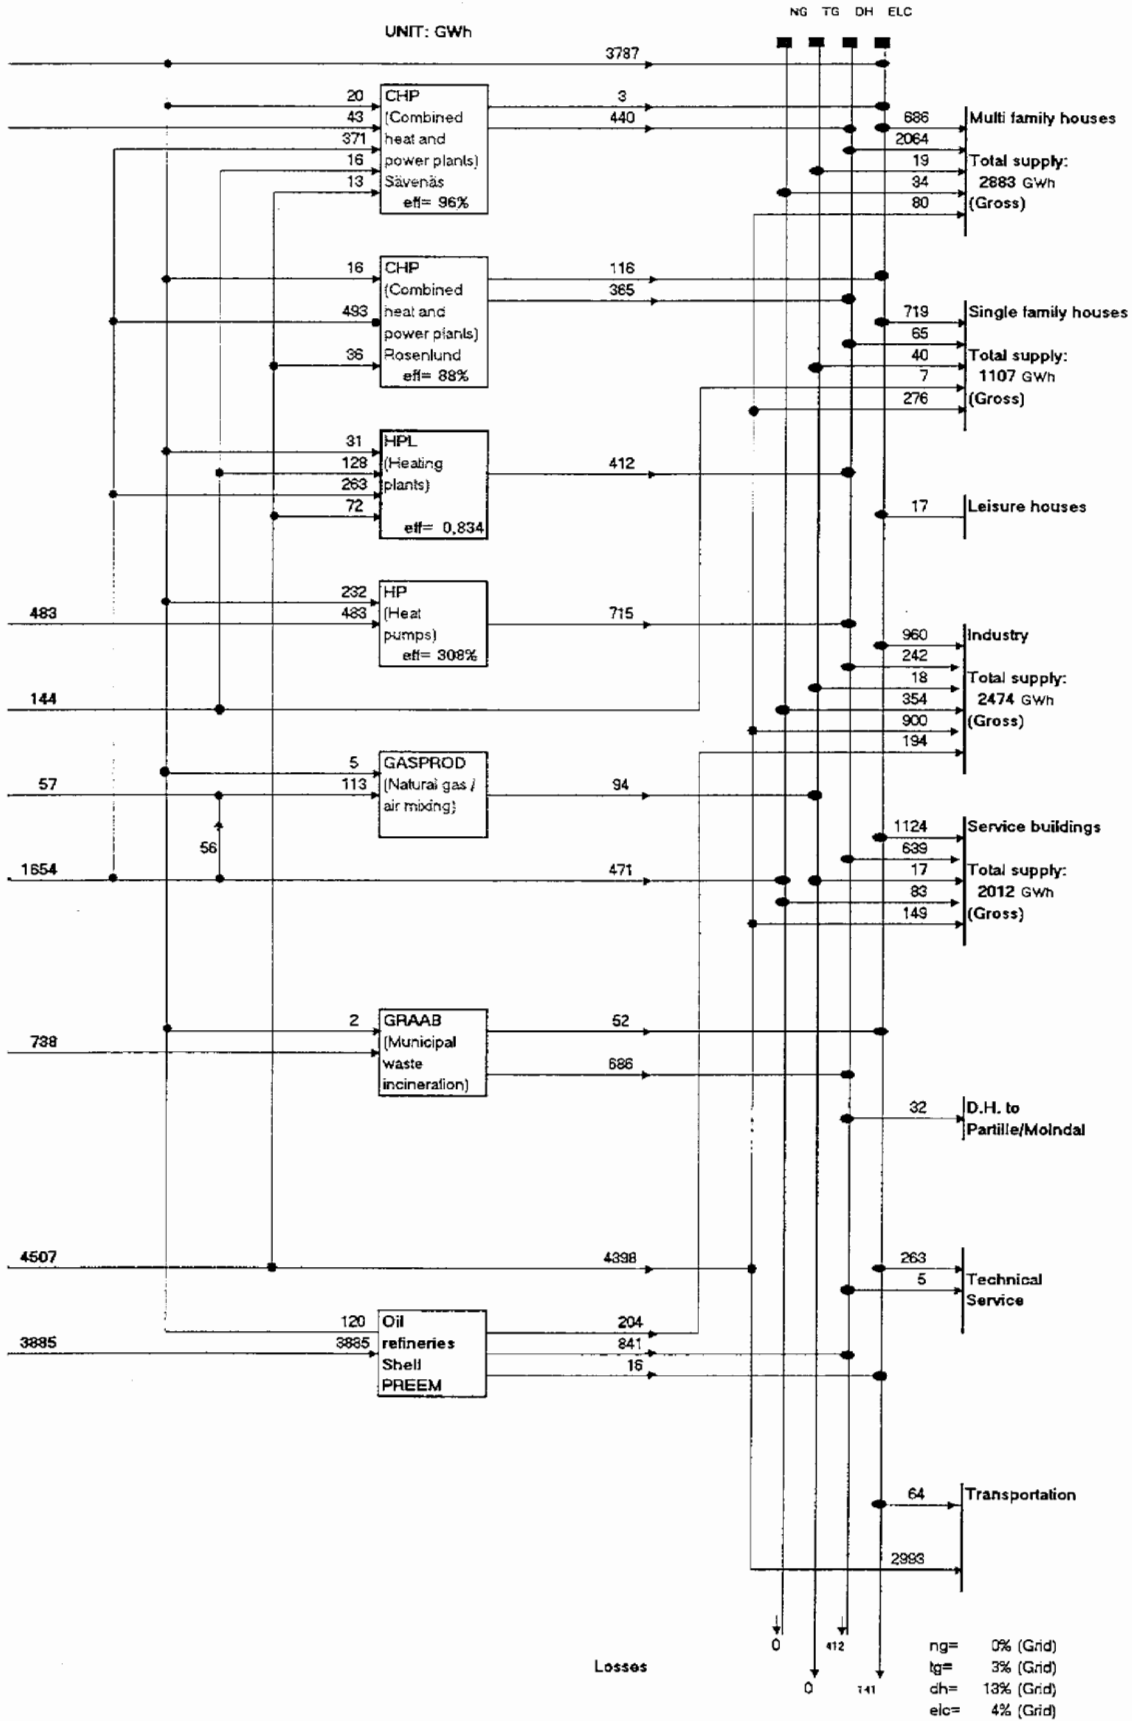 NG TG DH ELC
UNIT: GWh
3787
20 CHP 3
43 (Combined 440
686 Multi family houses
371 heat and
2064
16 power plants)
19 Total supply:
13 Sävenäs
34 2883 GWh
eff= 96%
80 (Gross)
16 CHP 116
(Combined 365
493 heat and
719 Single family houses
power plants)
65
36 Rosenlund
40 Total supply:
eff= 88%
7 1107 GWh
276 (Gross)
31 HPL
128 (Heating 412
263 plants)
72
eff= 0,834
17 Leisure houses
232 HP
483 483 (Heat 715
pumps)
eff= 308%
960 Industry
242
18 Total supply:
144
354 2474 GWh
900 (Gross)
194
5 GASPROD
57 113 (Natural gas / 94
air mixing)
56
1124 Service buildings
639
1654 471
17 Total supply:
83 2012 GWh
149 (Gross)
2 GRAAB 52
738 (Municipal
waste 686
incineration)
32 D.H. to
Partille/Molndal
4507 4398
263
5 Technical
Service
120 Oil 204
3885 3885 refineries 841
Shell 16
PREEM
64 Transportation
2993
0 412
Losses
0 741
ng= 0% (Grid)
tg= 3% (Grid)
dh= 13% (Grid)
elc= 4% (Grid)